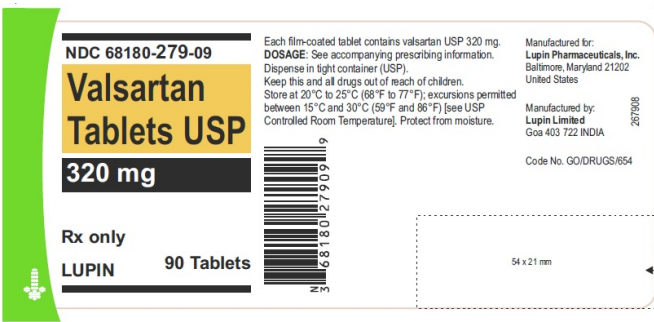 NDC 68180-279-09
Valsartan
Tablets USP
320 mg
Rx only
LUPIN
90 Tablets
Each film-coated tablet contains valsartan USP 320 mg.
DOSAGE: See accompanying prescribing information.
Dispense in tight container (USP).
Keep this and all drugs out of reach of children.
Store at 20°C to 25°C (68°F to 77°F); excursions permitted
between 15°C and 30°C (59°F and 86°F) [see USP
Controlled Room Temperature]. Protect from moisture.
N
3 68180 27909 9
Manufactured for:
Lupin Pharmaceuticals, Inc.
Baltimore, Maryland 21202
United States
Manufactured by:
Lupin Limited
Goa 403 722 INDIA
Code No. GO/DRUGS/654
267908
54 x 21 mm